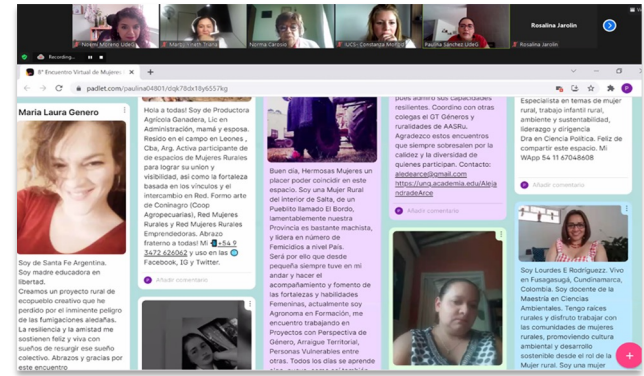 Noemi Moreno UdeG
Marg. Vineth Triana
Norma Cardoso
IUCS- Constanza Mongid
Paulina Sanchez UdeG
Rosalina Jarolin
Rosalina Jarolin
Recording...
8º Encuentro Virtual de Mujeres
padlet.com/paulina04801/dqk78dx18y6557kg
Maria Laura Genero
Soy de Santa Fe Argentina.
Soy madre educadora en
libertad.
Creamos un proyecto rural de
ecopueblo creativo que he
perdido por el inminente peligro
de las fumigaciones aledañas.
La resiliencia y la amistad me
sostienen feliz y viva con
sueños de resurgir ese sueño
colectivo. Abrazos y gracias por
este encuentro
Hola a todas! Soy de Productora
Agrícola Ganadera, Lic en
Administración, mamá y esposa.
Resido en el campo en Leones ,
Cba, Arg. Activa participante de
de espacios de Mujeres Rurales
para lograr su unión y
visibilidad, así como la fortaleza
basada en los vínculos y el
intercambio en Red. Formo arte
de Coninagro (Coop
Agropecuarias), Red Mujeres
Rurales y Red Mujeres Rurales
Emprendedoras. Abrazo
fraterno a todas! Mi +54 9
3472 626062 y uso en las
Facebook, IG y Twitter.
Añadir comentario
Buen día, Hermosas Mujeres un
placer poder coincidir en este
espacio. Soy una Mujer Rural
del interior de Salta, de un
Pueblito llamado El Bordo,
lamentablemente nuestra
Provincia es bastante machista,
y lidera en número de
Femicidios a nivel País.
Será por ello que desde
pequeña siempre tuve en mi
andar y hacer el
acompañamiento y fomento de
las fortalezas y habilidades
Femeninas, actualmente soy
Agronoma en Formación, me
encuentro trabajando en
Proyectos con Perspectiva de
Género, Arraigue Territorial,
Personas Vulnerables entre
otras. Todos los días se aprende
pues admiro sus capacidades
resilientes. Coordino con otras
colegas el GT Géneros y
ruralidades de AASRu.
Agradezco estos encuentros
que siempre sobresalen por la
calidez y la diversidad de
quienes participan. Contacto:
aledearce@gmail.com
https://unq.academia.edu/Aleja
ndradeArce
Añadir comentario
Especialista en temas de mujer
rural, trabajo infantil rural,
ambiente y sustentabilidad,
liderazgo y dirigencia
Dra en Ciencia Política. Feliz de
compartir este espacio. Mi
WApp 54 11 67048608
Añadir comentario
Soy Lourdes E Rodríguez. Vivo
en Fusagasugá, Cundinamarca,
Colombia. Soy docente de la
Maestría en Ciencias
Ambientales. Tengo raíces
rurales y disfruto trabajar con
las comunidades de mujeres
rurales, promoviendo cultura
ambiental y desarrollo
sostenible desde el rol de la
Mujer rural. Soy una mujer